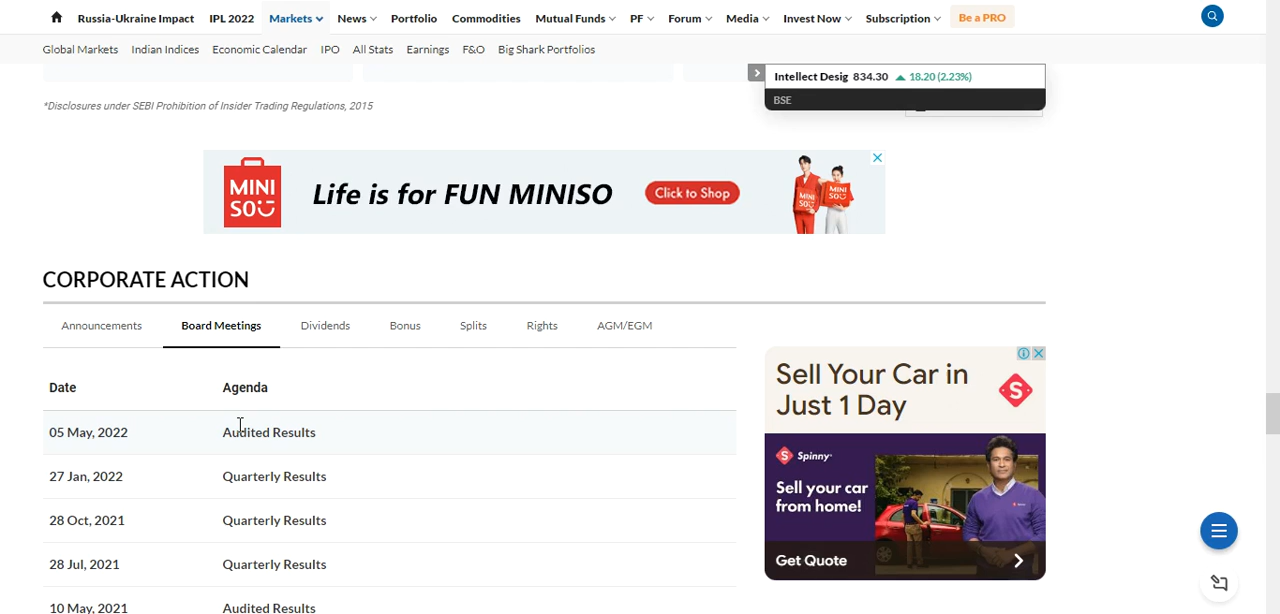 Russia-Ukraine Impact IPL 2022 Markets News Portfolio Commodities Mutual Funds PF Forum Media Invest Now Subscription Be a PRO
Global Markets Indian Indices Economic Calendar IPO All Stats Earnings F&O Big Shark Portfolios
Intellect Desig 834.30 18.20 (2.23%)
BSE
*Disclosures under SEBI Prohibition of Insider Trading Regulations, 2015
MINI
SO
Life is for FUN MINISO
Click to Shop
MINI
SO
MINI
SO
CORPORATE ACTION
Announcements Board Meetings Dividends Bonus Splits Rights AGM/EGM
Date Agenda
05 May, 2022 Audited Results
27 Jan, 2022 Quarterly Results
28 Oct, 2021 Quarterly Results
28 Jul, 2021 Quarterly Results
10 May, 2021 Audited Results
Sell Your Car in
Just 1 Day
S
Spinny
Sell your car
from home!
Get Quote